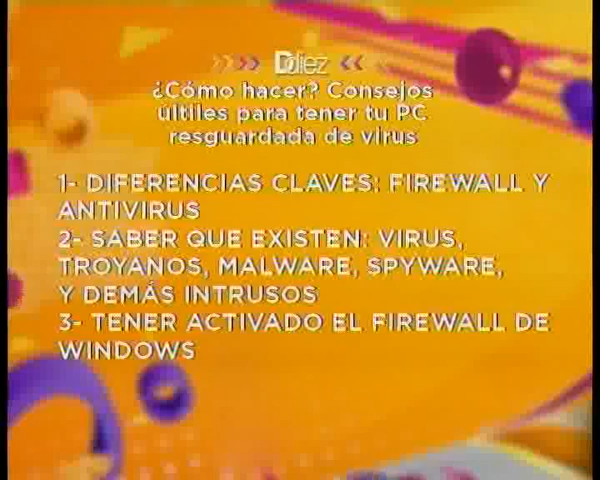 Ddiez
¿Cómo hacer? Consejos
últiles para tener tu PC
resguardada de virus
1- DIFERENCIAS CLAVES: FIREWALL Y
ANTIVIRUS
2- SABER QUE EXISTEN: VIRUS,
TROYANOS, MALWARE, SPYWARE,
Y DEMÁS INTRUSOS
3- TENER ACTIVADO EL FIREWALL DE
WINDOWS